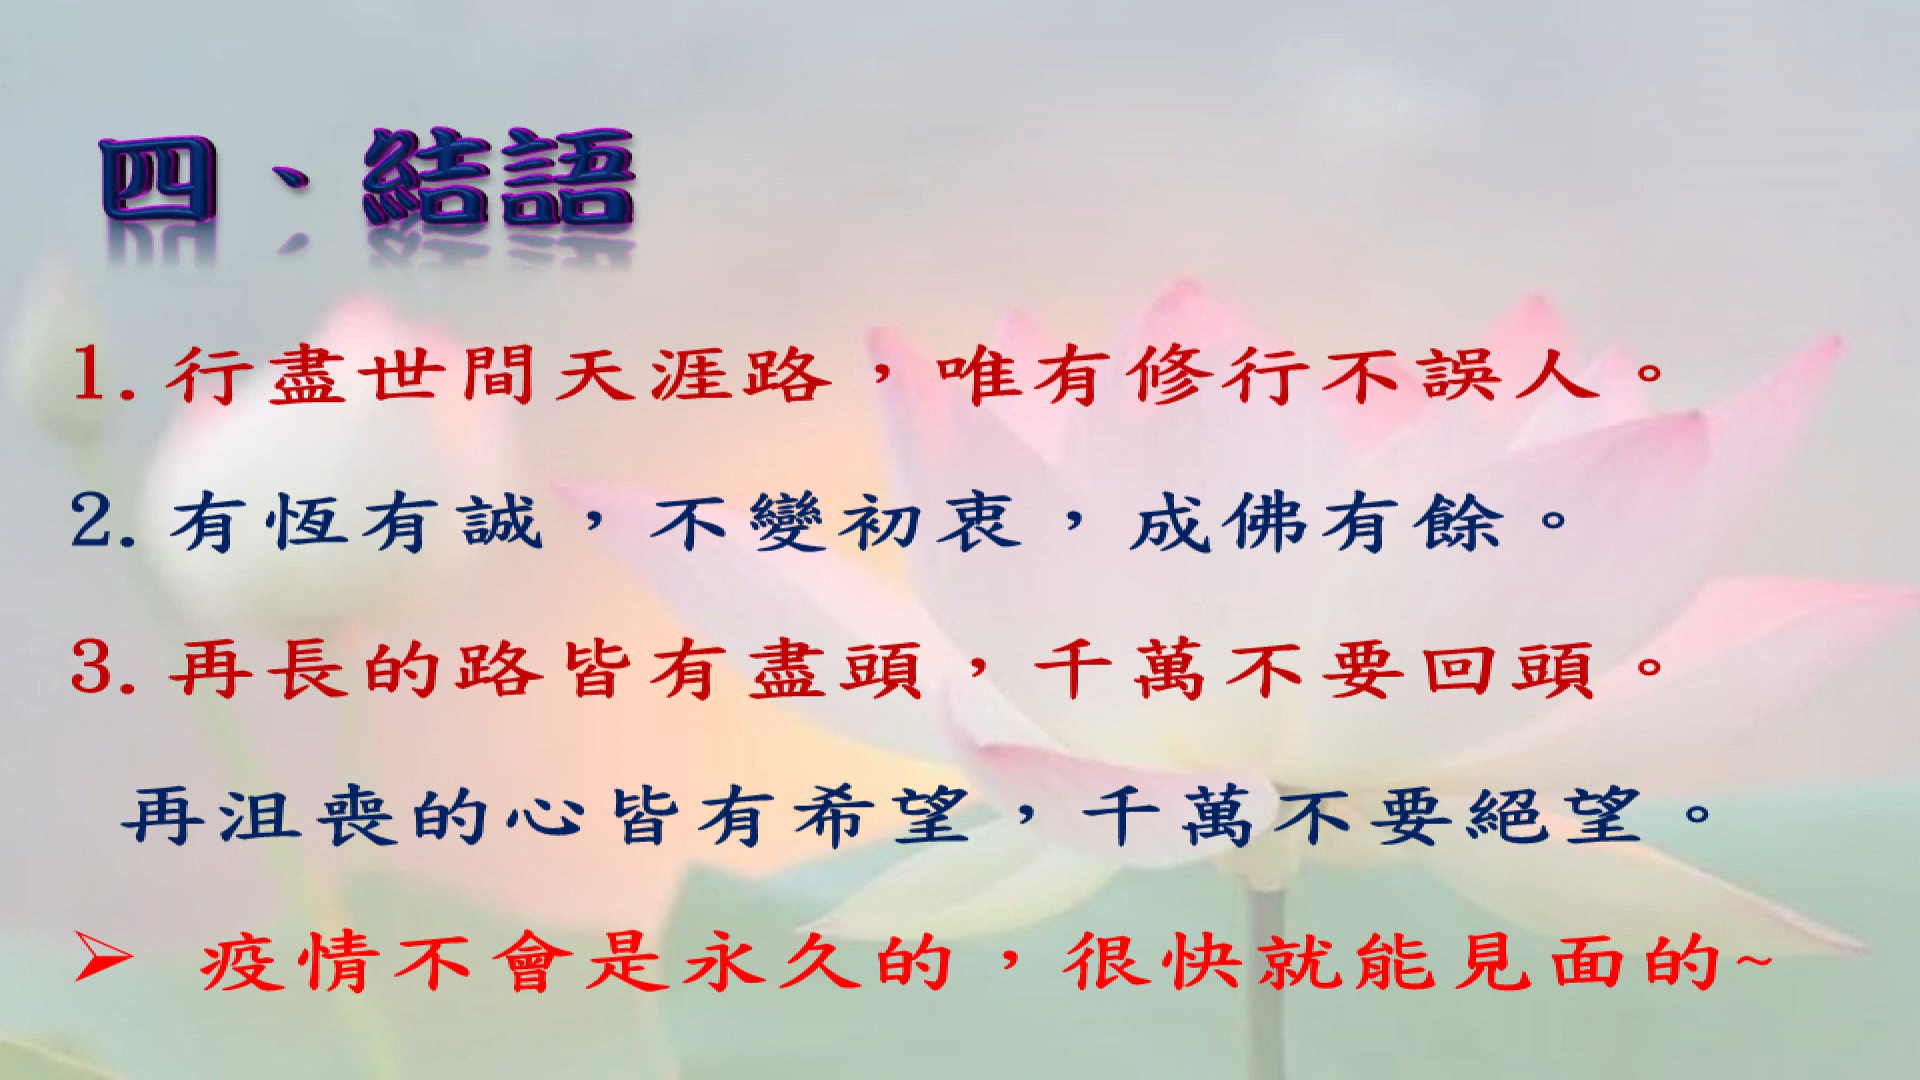 四、結語
1. 行盡世間天涯路，唯有修行不誤人。
2. 有恆有誠，不變初衷，成佛有餘。
3. 再長的路皆有盡頭，千萬不要回頭。
再沮喪的心皆有希望，千萬不要絕望。
➢ 疫情不會是永久的，很快就能見面的~